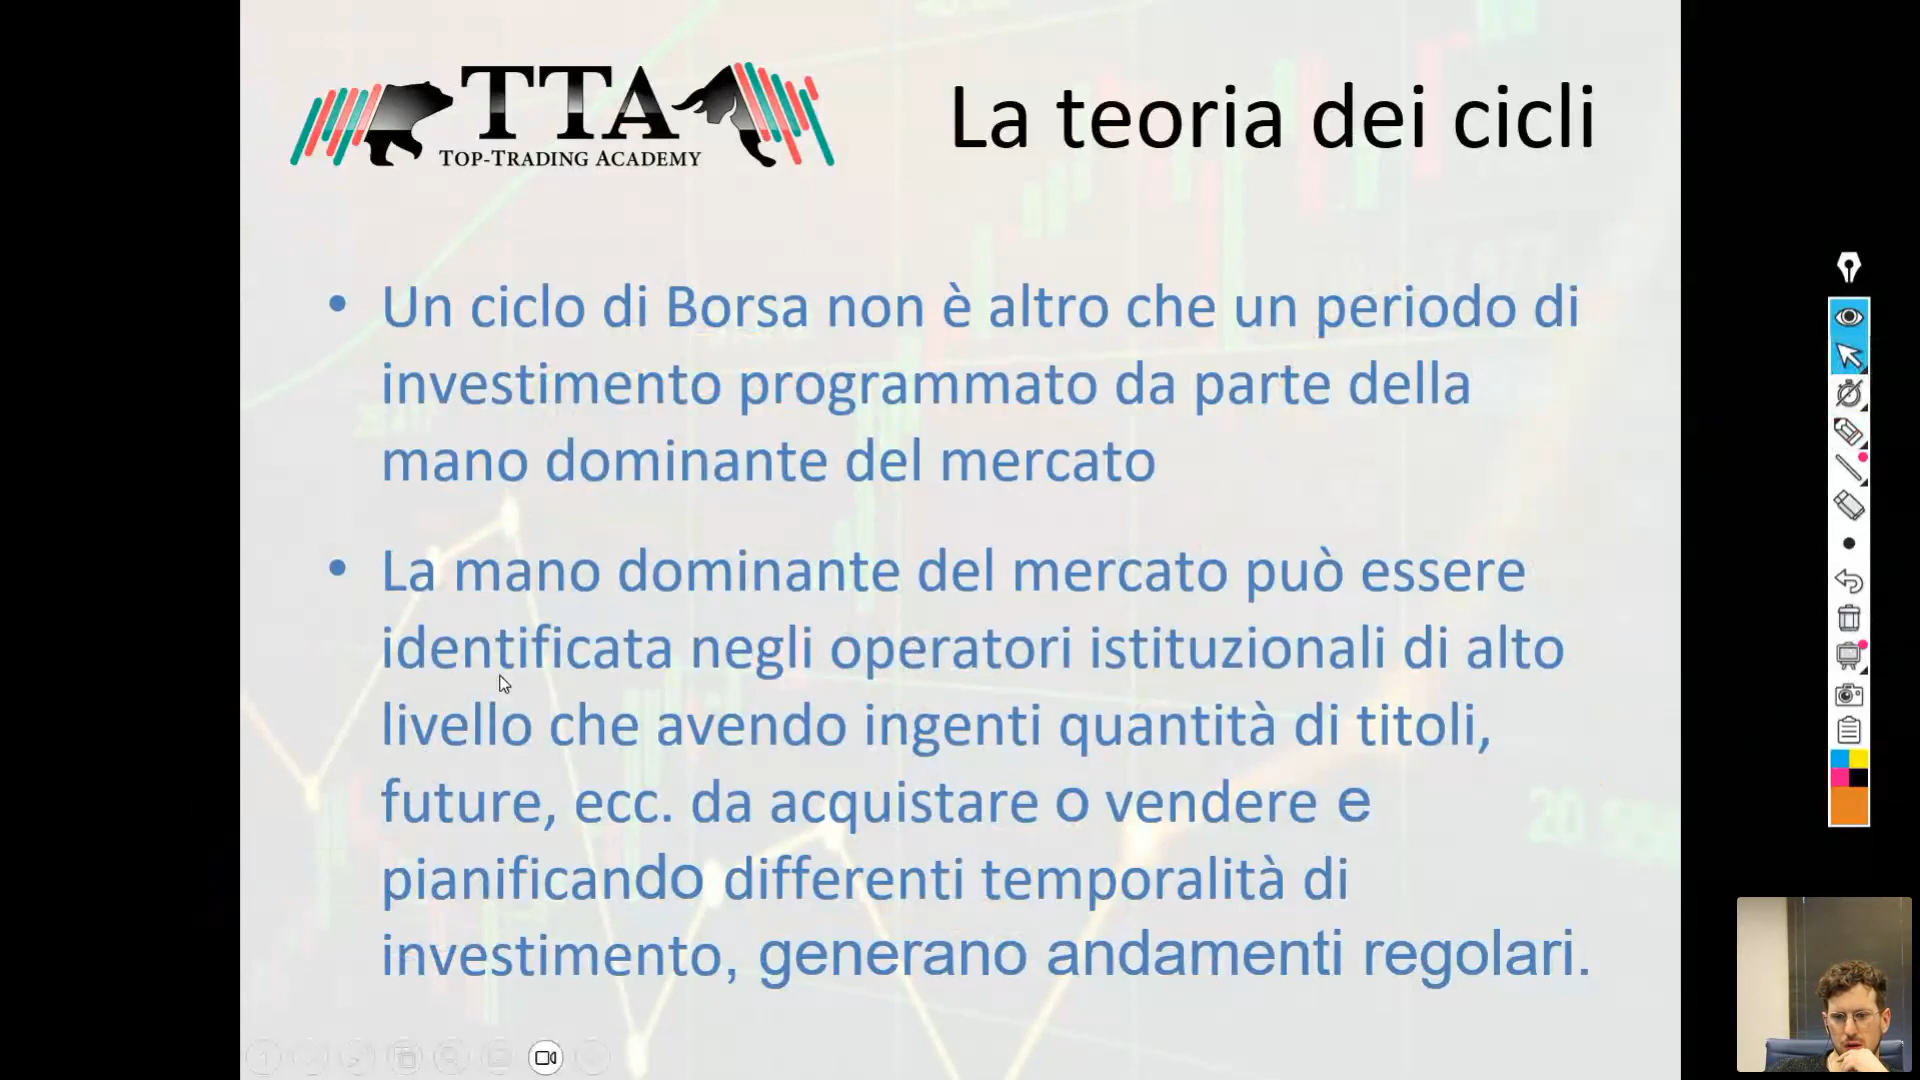 TTA
TOP-TRADING ACADEMY
La teoria dei cicli
• Un ciclo di Borsa non è altro che un periodo di
investimento programmato da parte della
mano dominante del mercato
• La mano dominante del mercato può essere
identificata negli operatori istituzionali di alto
livello che avendo ingenti quantità di titoli,
future, ecc. da acquistare o vendere e
pianificando differenti temporalità di
investimento, generano andamenti regolari.